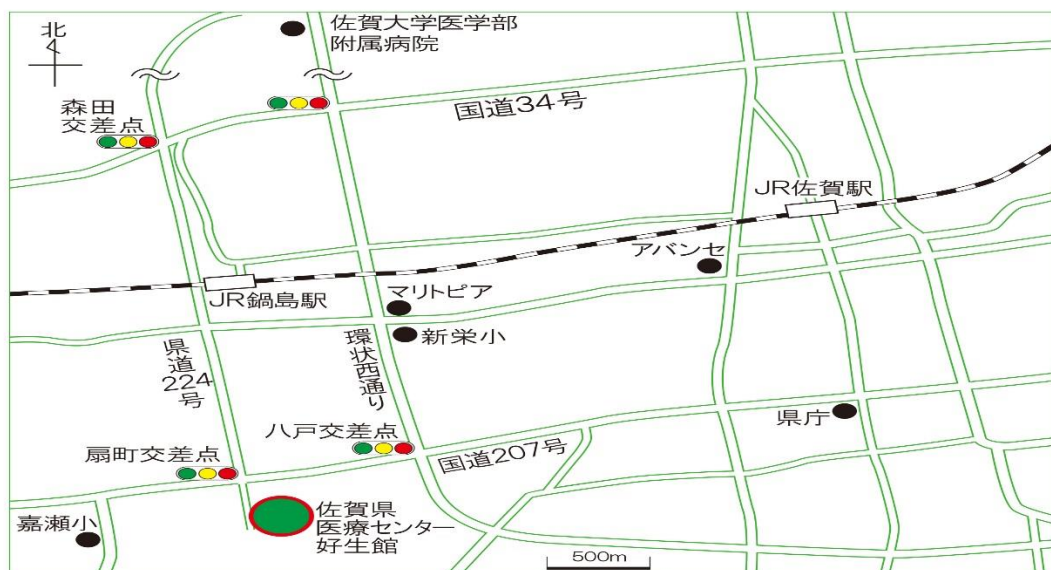 北
佐賀大学医学部
附属病院
森田
交差点
国道34号
JR佐賀駅
アバンセ
JR鍋島駅
マリトピア
新栄小
県道224号
環状西通り
県庁
八戸交差点
国道207号
扇町交差点
佐賀県
医療センター
好生館
嘉瀬小
500m